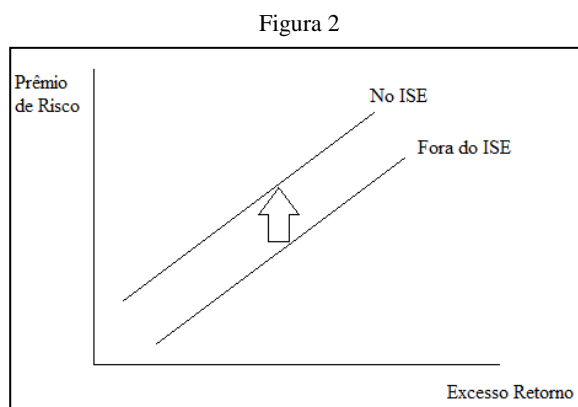 Figura 2
Prêmio
de Risco
No ISE
Fora do ISE
Excesso Retorno